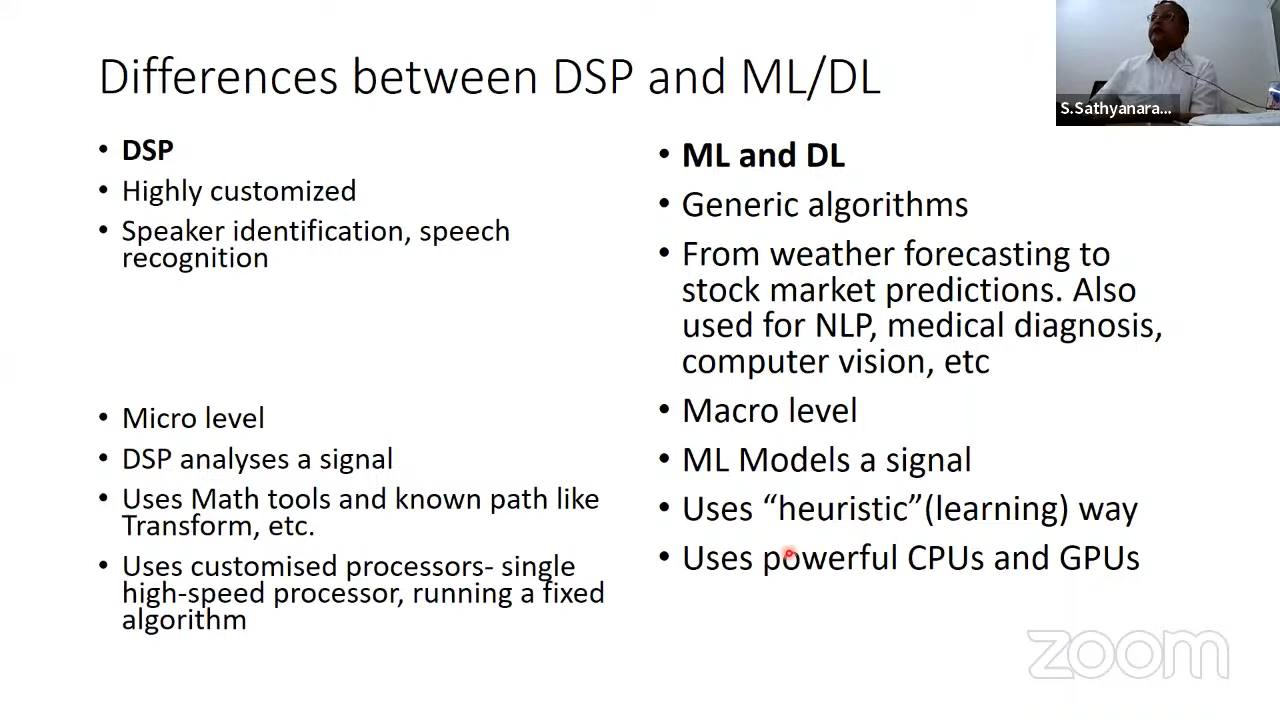 Differences between DSP and ML/DL
S.Sathyanara...
• DSP
• Highly customized
• Speaker identification, speech
recognition
• Micro level
• DSP analyses a signal
• Uses Math tools and known path like
Transform, etc.
• Uses customised processors- single
high-speed processor, running a fixed
algorithm
• ML and DL
• Generic algorithms
• From weather forecasting to
stock market predictions. Also
used for NLP, medical diagnosis,
computer vision, etc
• Macro level
• ML Models a signal
• Uses “heuristic”(learning) way
• Uses powerful CPUs and GPUs
zoom